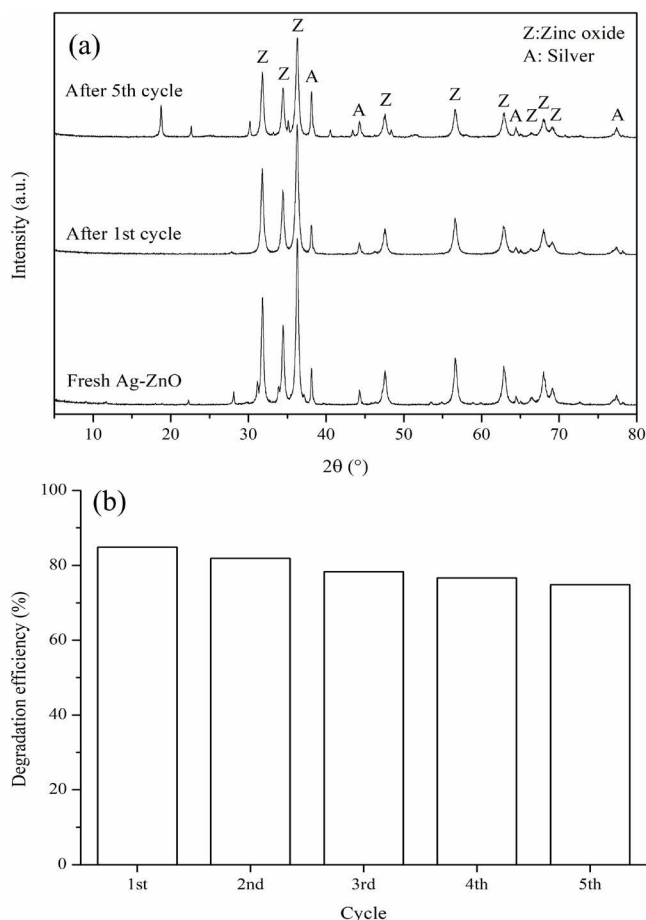 (a)
Z:Zinc oxide
A: Silver
Z
Z
Z
A
A
Z
Z
Z
A
Z
Z
Z
A
After 5th cycle
After 1st cycle
Fresh Ag-ZnO
Intensity (a.u.)
10 20 30 40 50 60 70 80
2θ (°)
(b)
100
80
60
40
20
0
Degradation efficiency (%)
1st 2nd 3rd 4th 5th
Cycle